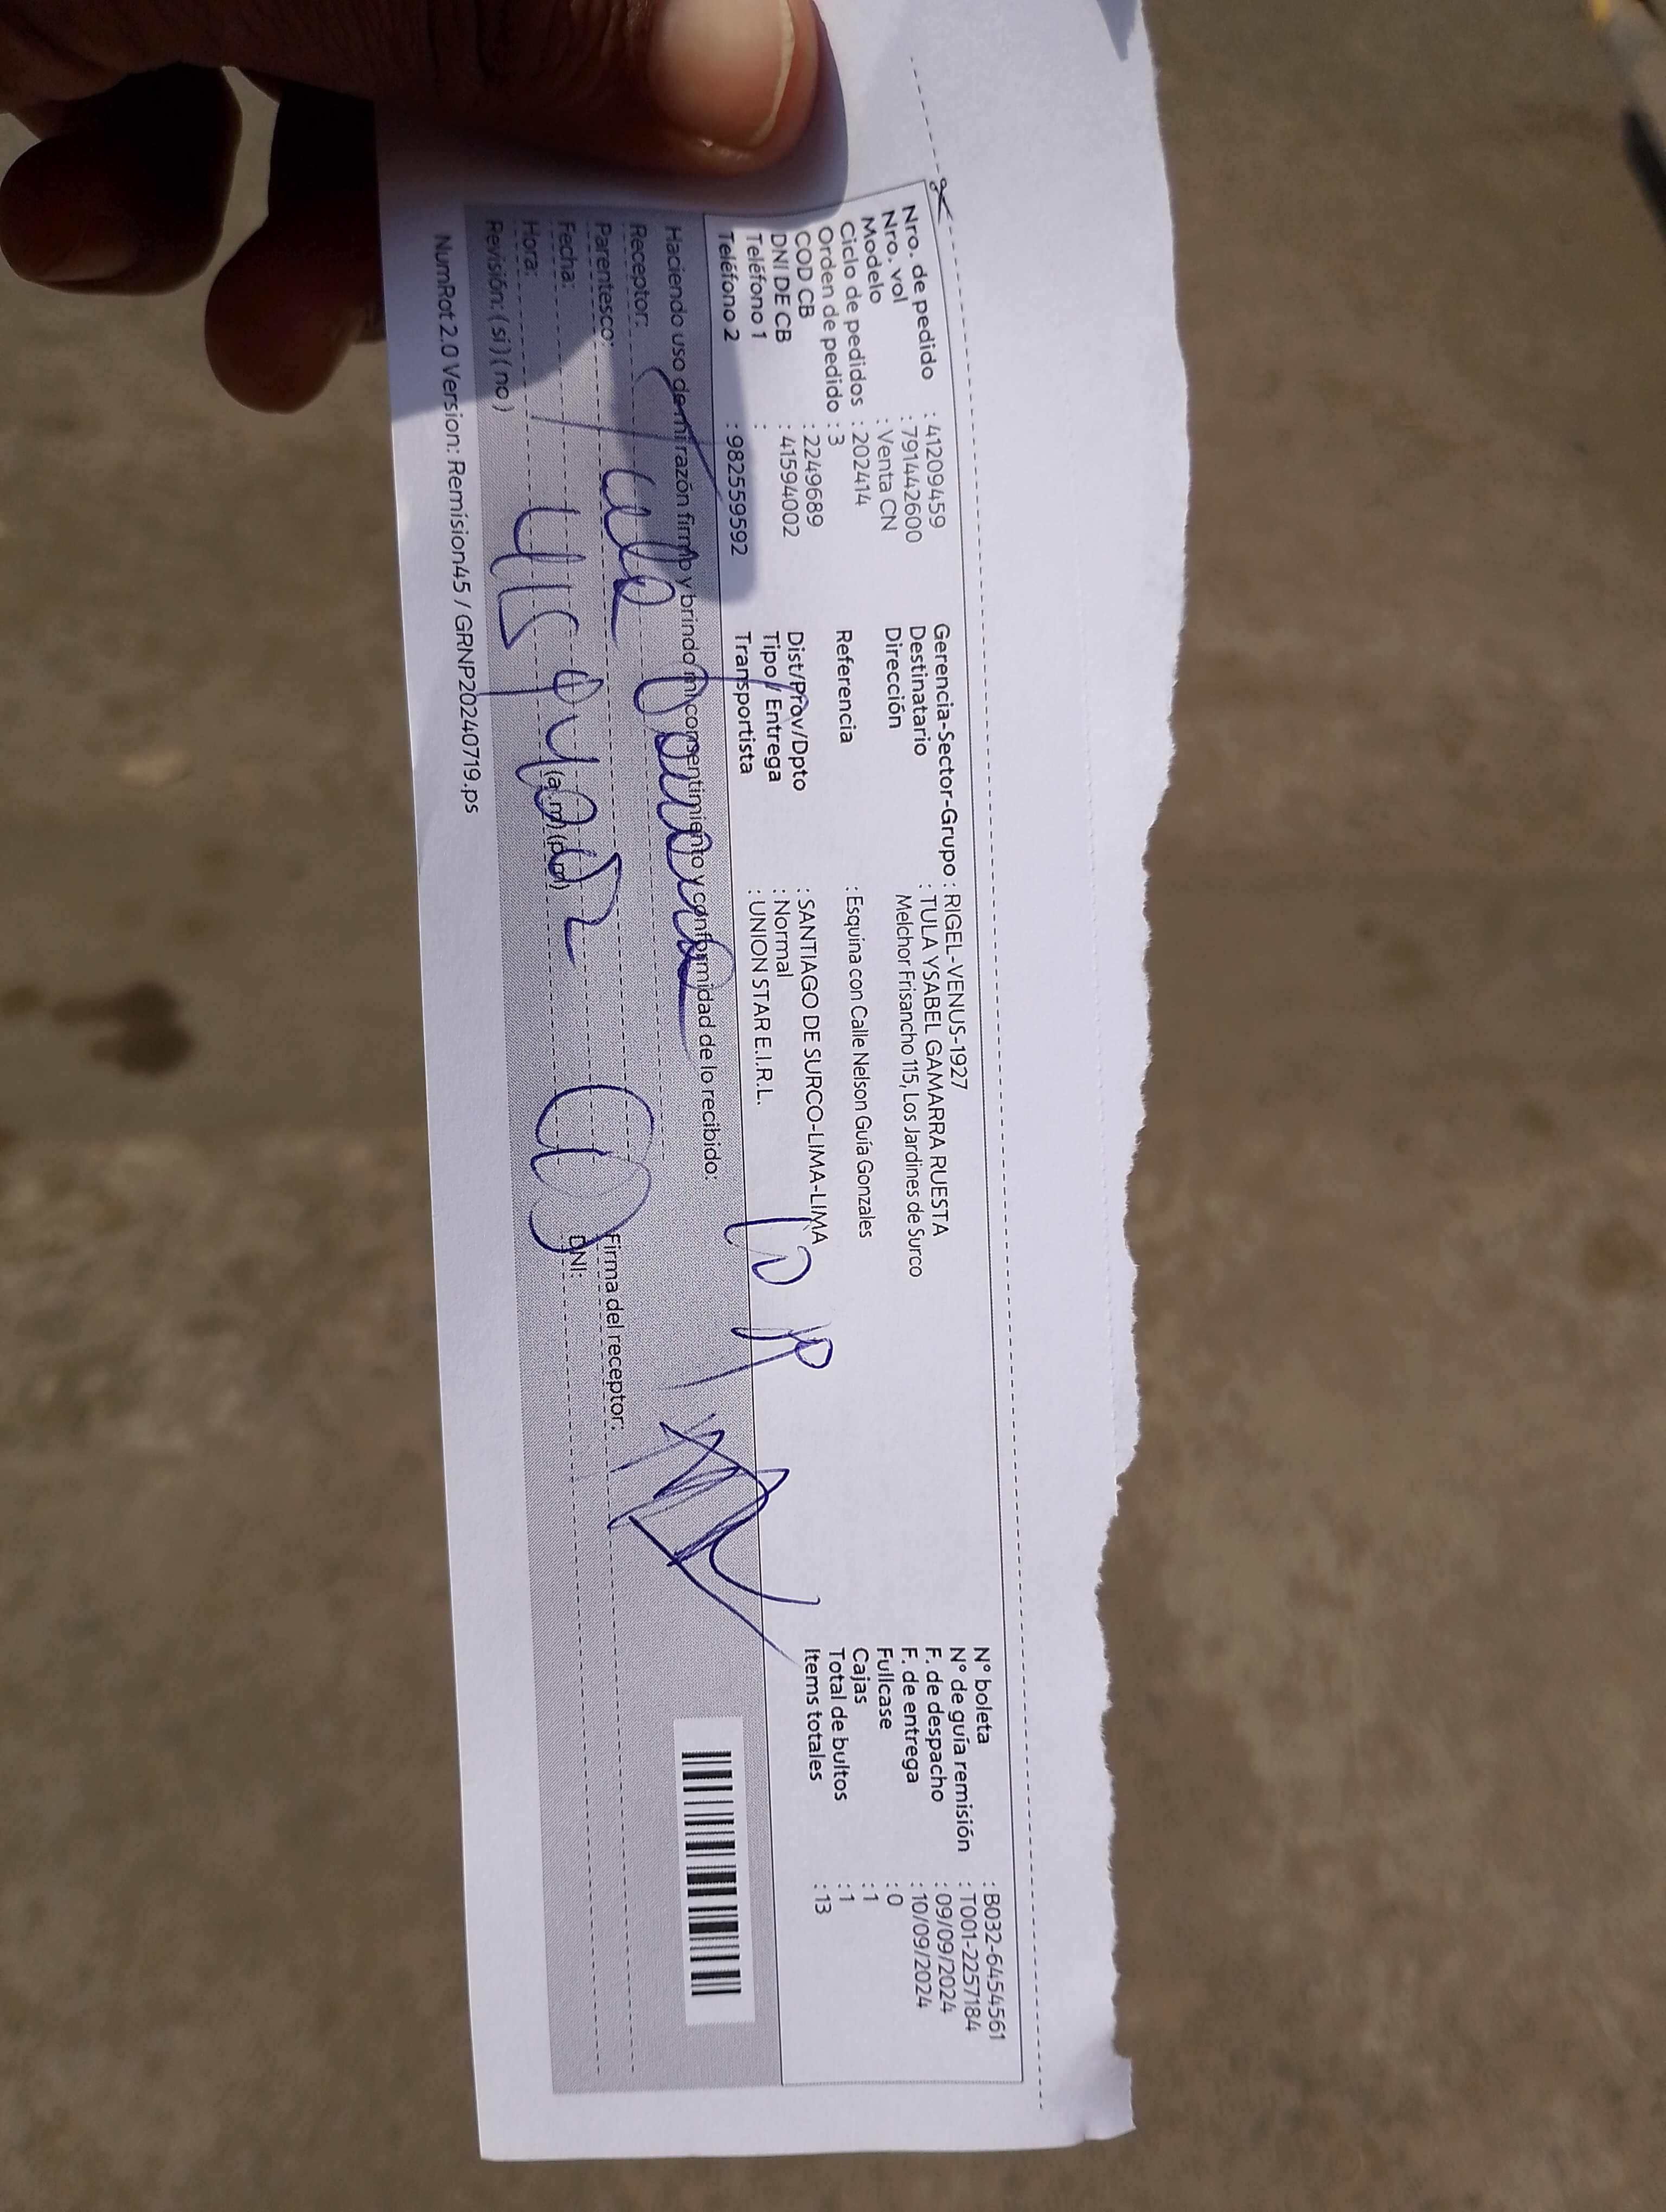 Nro. de pedido : 41209459
Nro. vol : 791442600
Modelo : Venta CN
Ciclo de pedidos : 202414
Orden de pedido : 3
COD CB : 2249689
DNI DE CB : 41594002
Teléfono 1 :
Teléfono 2 : 982559592
Gerencia-Sector-Grupo : RIGEL-VENUS-1927
Destinatario : TULA YSABEL GAMARRA RUESTA
Dirección Melchor Frisancho 115, Los Jardines de Surco
Referencia : Esquina con Calle Nelson Guía Gonzales
Dist/Prov/Dpto : SANTIAGO DE SURCO-LIMA-LIMA
Tipo / Entrega : Normal
Transportista : UNION STAR E.I.R.L.
N° boleta : B032-6454561
N° de guía remisión : T001-2257184
F. de despacho : 09/09/2024
F. de entrega : 10/09/2024
Fullcase : 0
Cajas : 1
Total de bultos : 1
Items totales : 13
Haciendo uso de mi razón firmo y brindo mi consentimiento y conformidad de lo recibido:
Receptor:
Parentesco:
Fecha:
Hora: (a.m) (p.m)
Revisión: ( si ) ( no )
Firma del receptor:
DNI:
NumRot 2.0 Version: Remision45 / GRNP20240719.ps